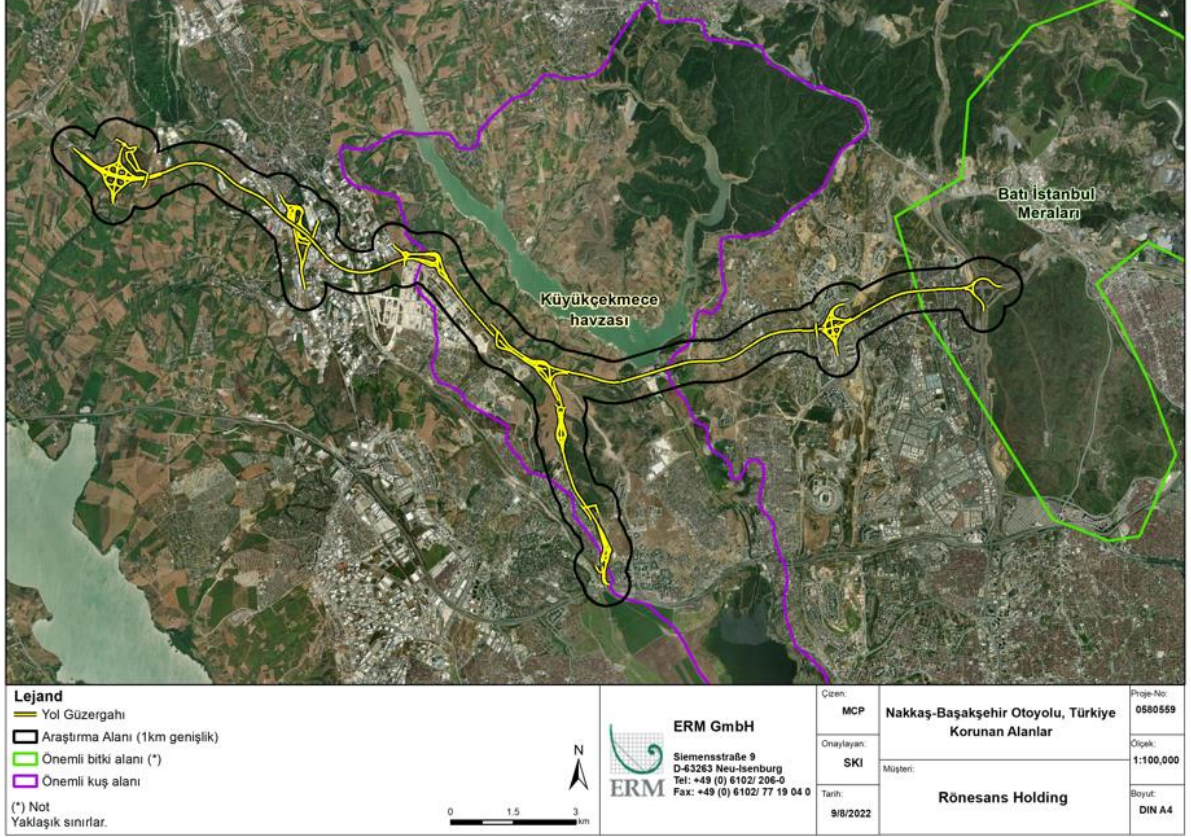 Batı İstanbul
Meraları
Küyükçekmece
havzası
Lejand
Yol Güzergahı
Araştırma Alanı (1km genişlik)
Önemli bitki alanı (*)
Önemli kuş alanı
(*) Not
Yaklaşık sınırlar.
N
0 1.5 3
km
ERM
ERM GmbH
Siemensstraße 9
D-63263 Neu-Isenburg
Tel: +49 (0) 6102/ 206-0
Fax: +49 (0) 6102/ 77 19 04 0
Çizen:
MCP
Onaylayan:
SKI
Tarih:
9/8/2022
Nakkaş-Başakşehir Otoyolu, Türkiye
Korunan Alanlar
Müşteri:
Rönesans Holding
Proje-No:
0580559
Ölçek:
1:100,000
Boyut:
DIN A4